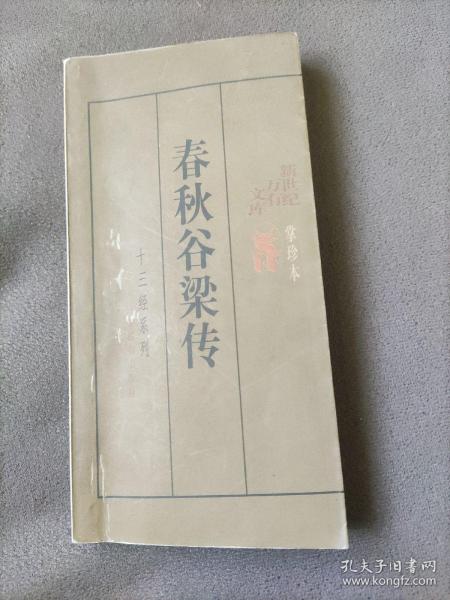 新世纪
万有
文库
掌珍本
春秋谷梁传
十三经系列
孔夫子旧书网
www.kongfz.com